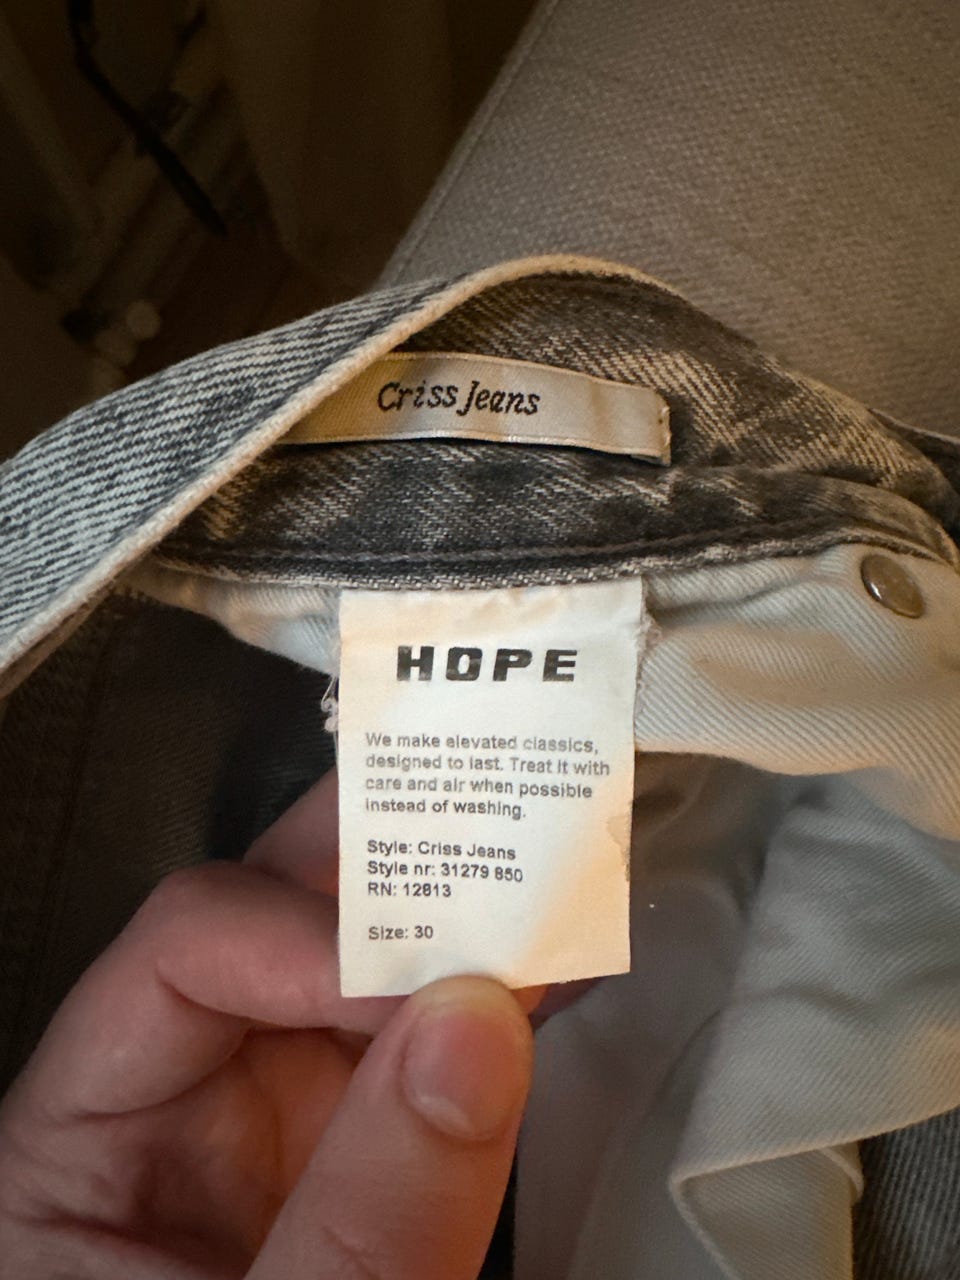 Criss Jeans
HOPE
We make elevated classics,
designed to last. Treat it with
care and air when possible
instead of washing.
Style: Criss Jeans
Style nr: 31279 850
RN: 12813
Size: 30